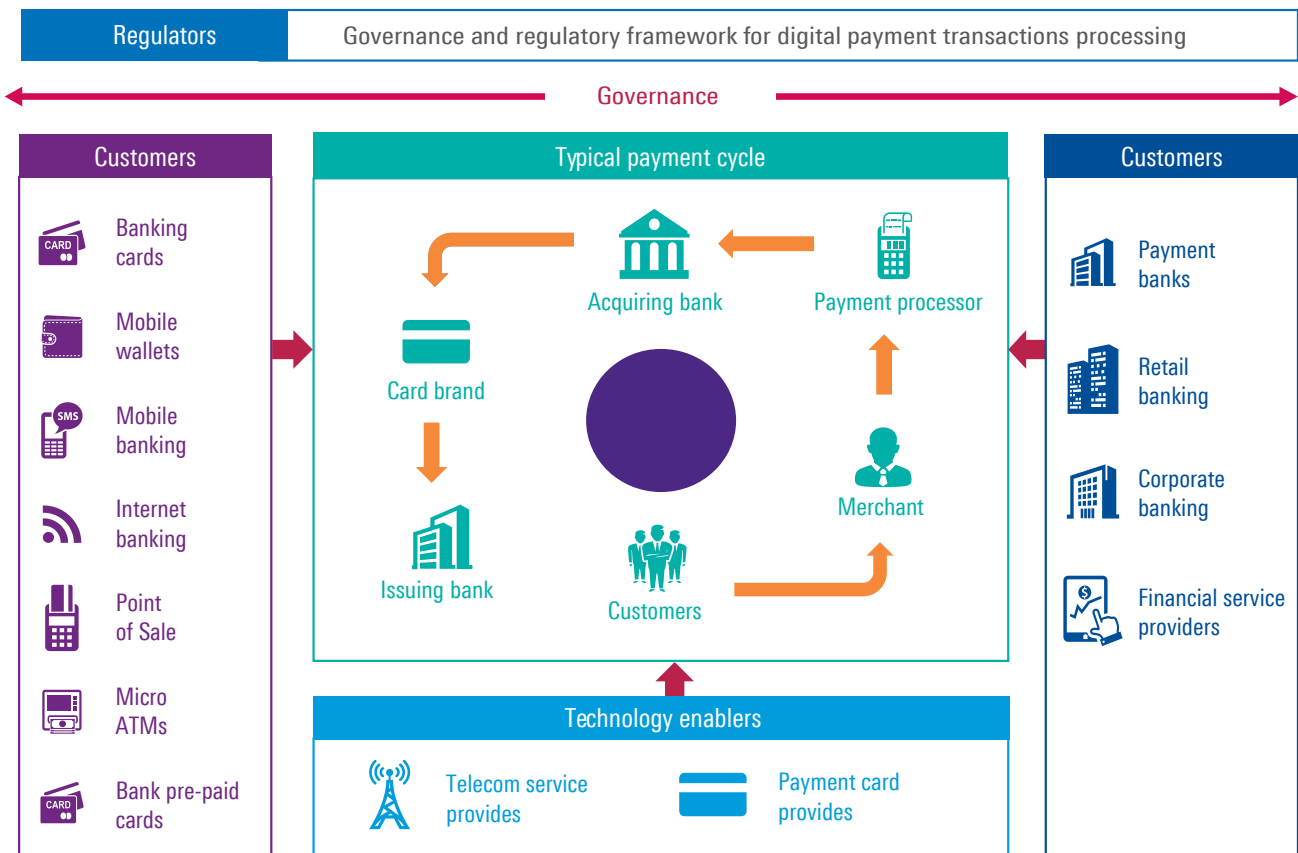 Regulators
Governance and regulatory framework for digital payment transactions processing
Governance
Customers
CARD
Banking
cards
Mobile
wallets
SMS
Mobile
banking
Internet
banking
Point
of Sale
Micro
ATMs
CARD
Bank pre-paid
cards
Typical payment cycle
Acquiring bank
Payment processor
Card brand
Merchant
Issuing bank
Customers
Technology enablers
Telecom service
provides
Payment card
provides
Customers
Payment
banks
Retail
banking
Corporate
banking
$
Financial service
providers